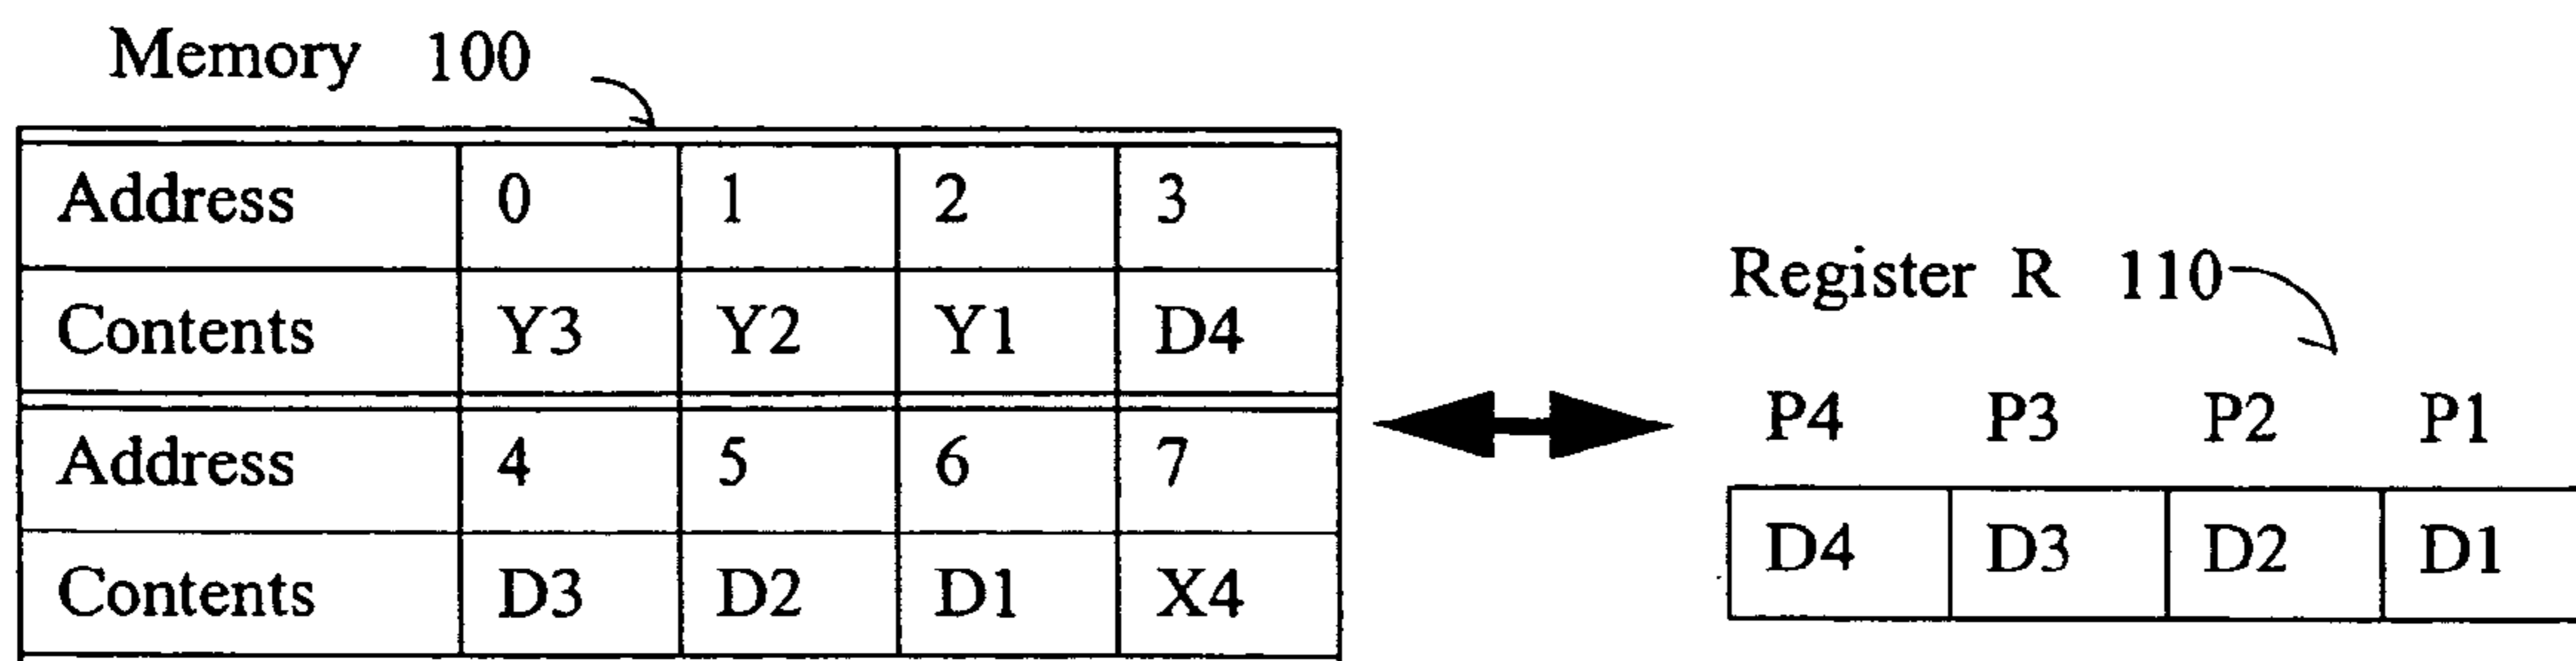 Memory 100
Address 0 1 2 3
Contents Y3 Y2 Y1 D4
Address 4 5 6 7
Contents D3 D2 D1 X4
Register R 110
P4 P3 P2 P1
D4 D3 D2 D1